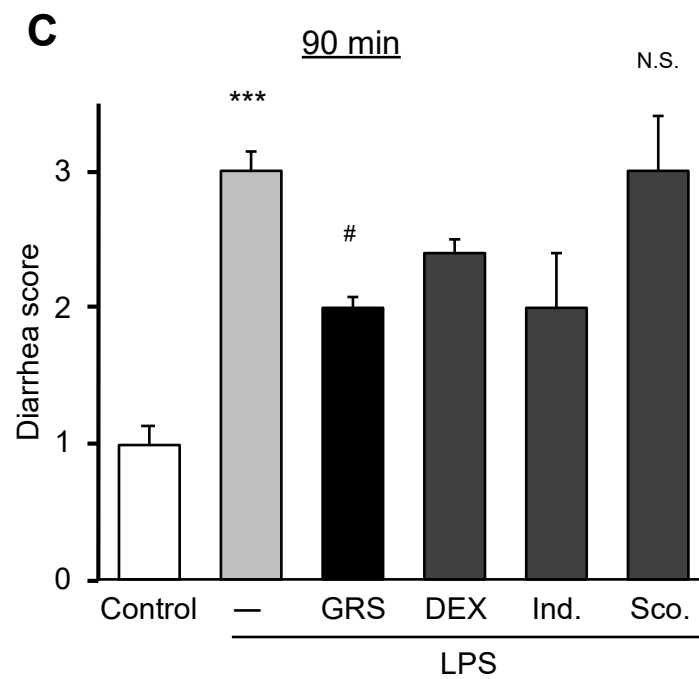 C
90 min
N.S.
***
#
3
2
1
0
Diarrhea score
Control
—
GRS
DEX
Ind.
Sco.
LPS